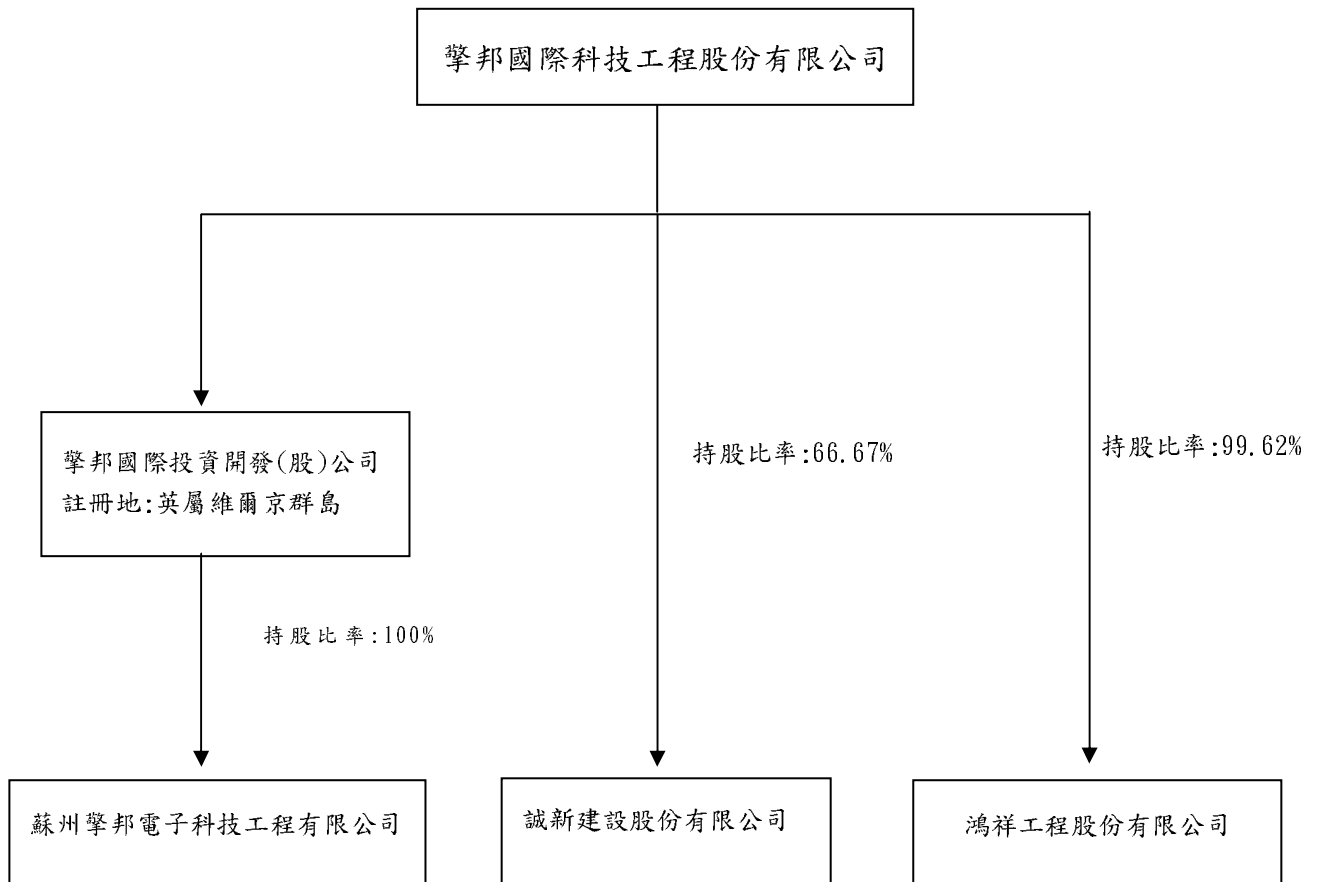 擎邦國際科技工程股份有限公司
擎邦國際投資開發(股)公司
註冊地:英屬維爾京群島
持股比率:66.67%
持股比率:99.62%
持股比率:100%
蘇州擎邦電子科技工程有限公司
誠新建設股份有限公司
鴻祥工程股份有限公司